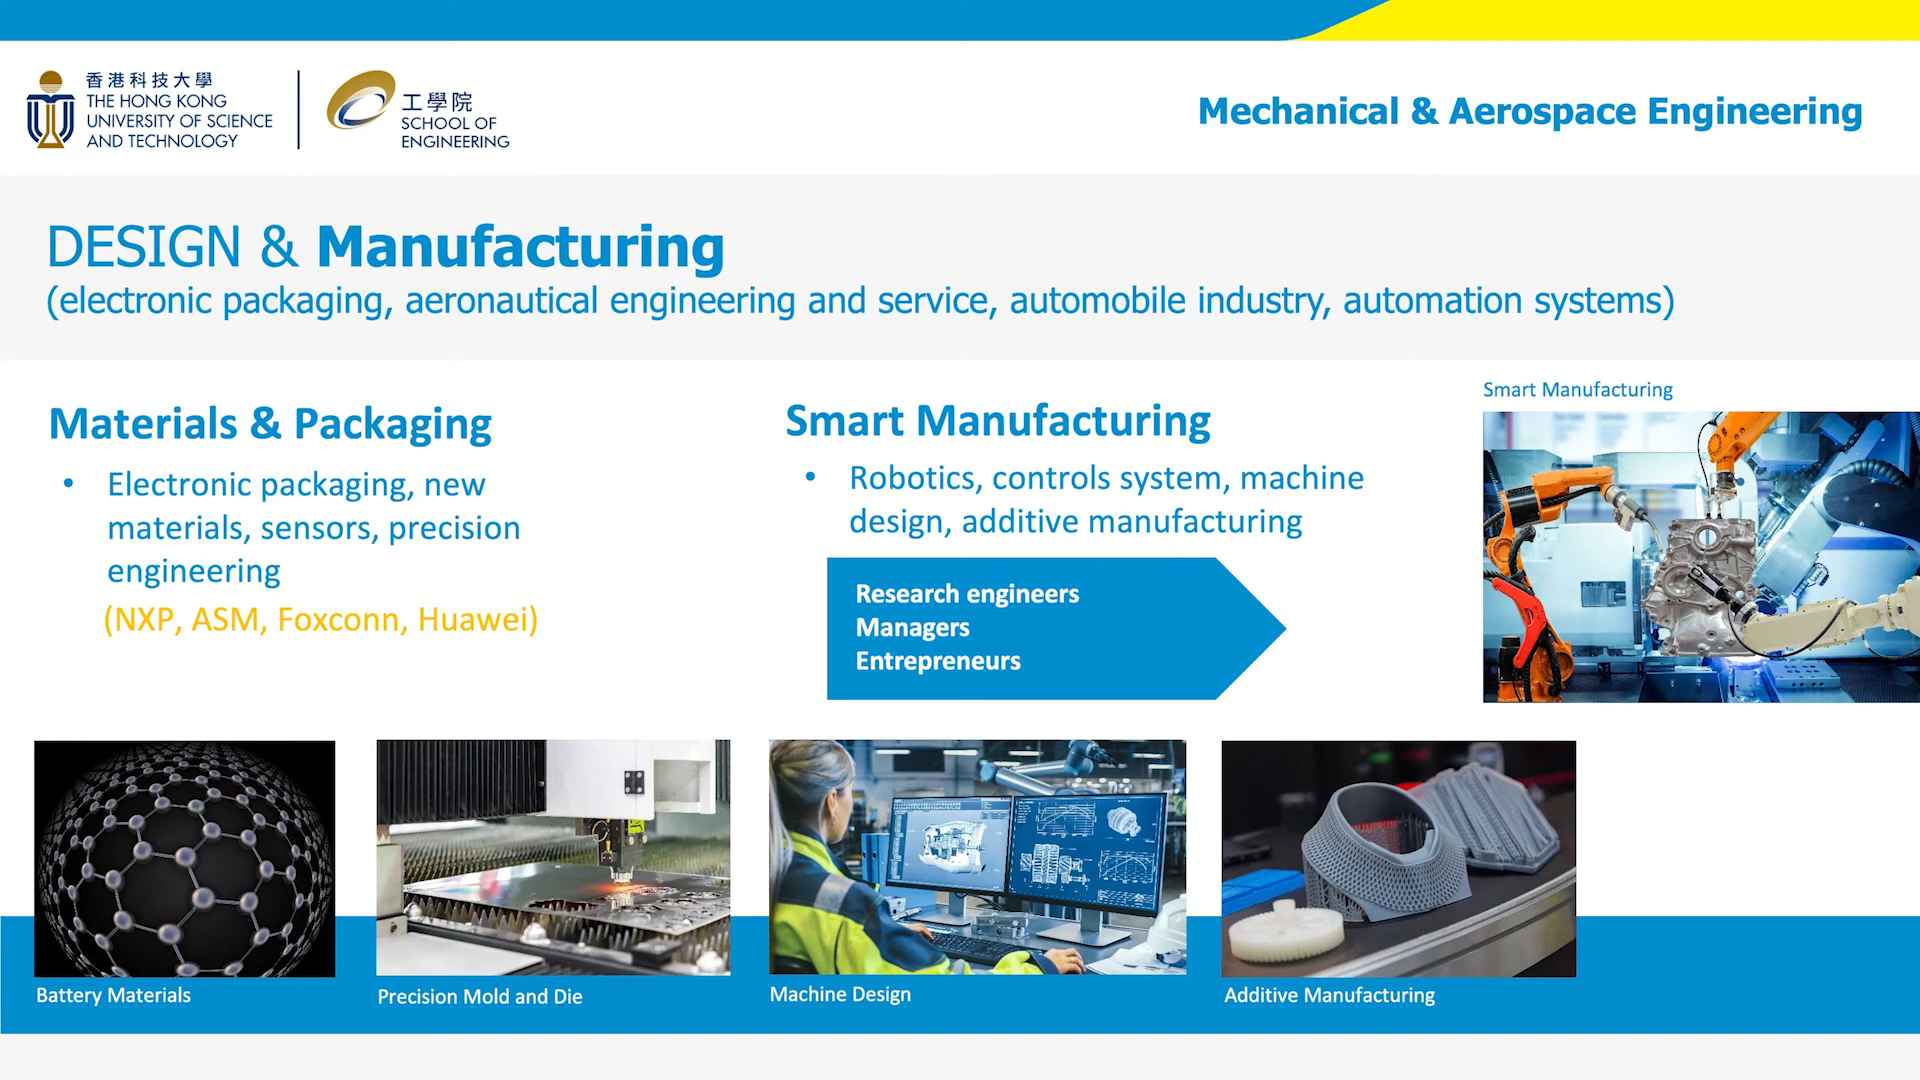 香港科技大學
THE HONG KONG
UNIVERSITY OF SCIENCE
AND TECHNOLOGY
工學院
SCHOOL OF
ENGINEERING
Mechanical & Aerospace Engineering
DESIGN & Manufacturing
(electronic packaging, aeronautical engineering and service, automobile industry, automation systems)
Materials & Packaging
• Electronic packaging, new
materials, sensors, precision
engineering
(NXP, ASM, Foxconn, Huawei)
Smart Manufacturing
• Robotics, controls system, machine
design, additive manufacturing
Research engineers
Managers
Entrepreneurs
Smart Manufacturing
Battery Materials
Precision Mold and Die
Machine Design
Additive Manufacturing